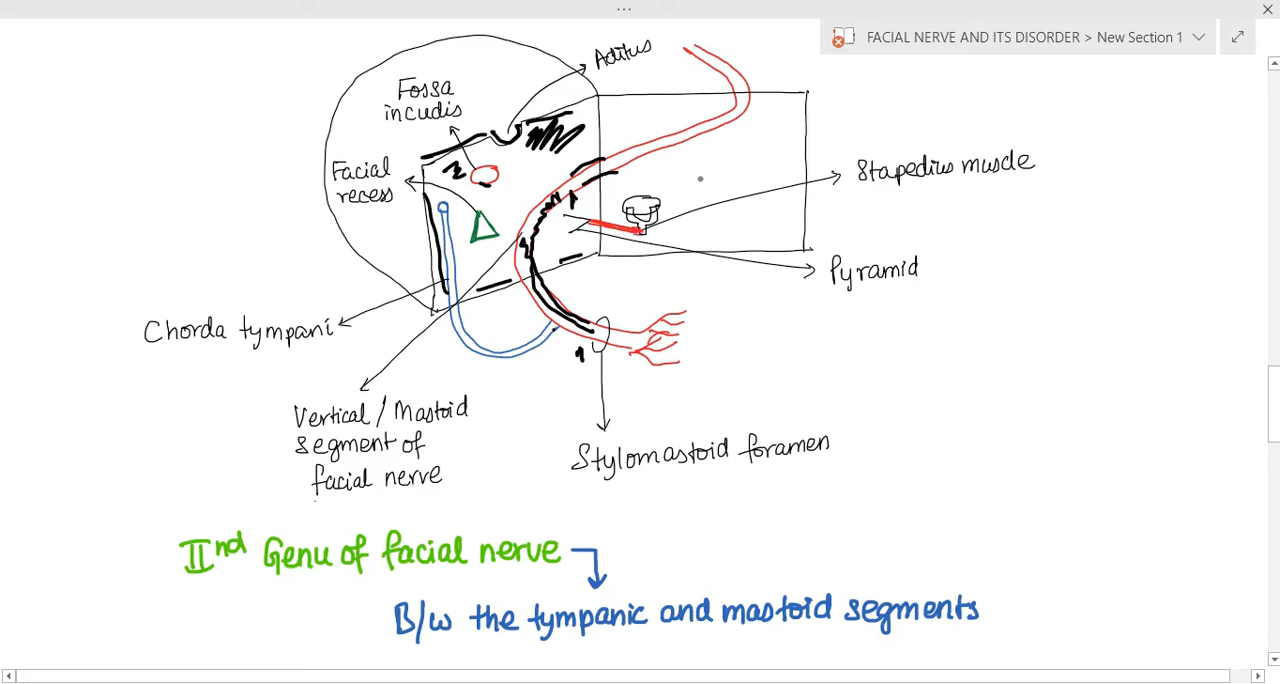 FACIAL NERVE AND ITS DISORDER > New Section 1
Aditus
Fossa
incudis
Facial
recess
Stapedius muscle
Pyramid
Chorda tympani
Vertical / Mastoid
segment of
facial nerve
Stylomastoid foramen
IInd Genu of facial nerve
B/w the tympanic and mastoid segments